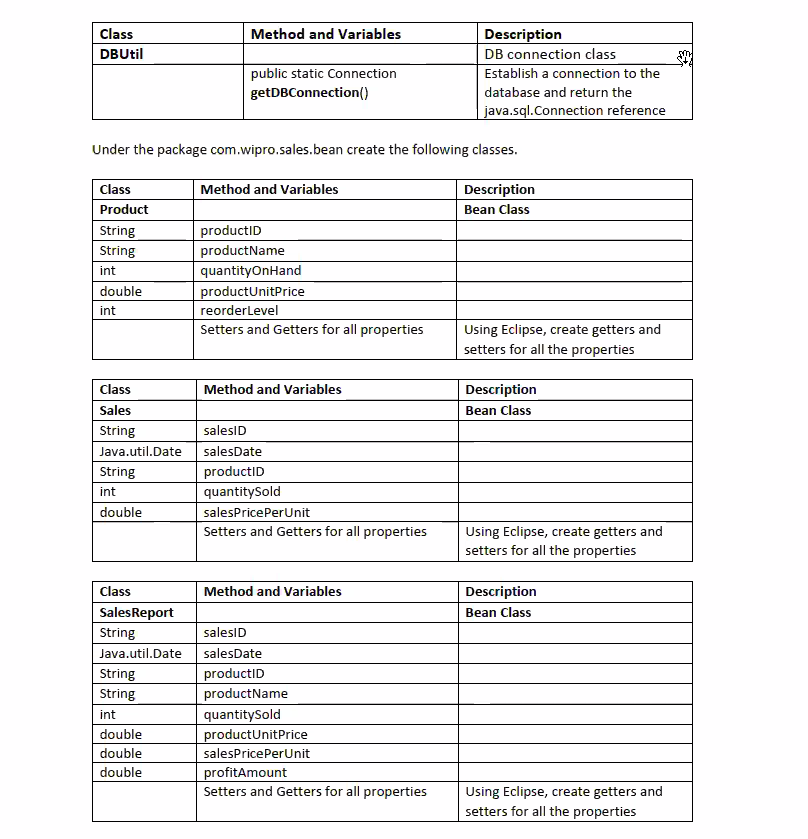 Class Method and Variables Description
DBUtil DB connection class
public static Connection Establish a connection to the
getDBConnection() database and return the
java.sql.Connection reference
Under the package com.wipro.sales.bean create the following classes.
Class Method and Variables Description
Product Bean Class
String productID
String productName
int quantityOnHand
double productUnitPrice
int reorderLevel
Setters and Getters for all properties Using Eclipse, create getters and
setters for all the properties
Class Method and Variables Description
Sales Bean Class
String salesID
Java.util.Date salesDate
String productID
int quantitySold
double salesPricePerUnit
Setters and Getters for all properties Using Eclipse, create getters and
setters for all the properties
Class Method and Variables Description
SalesReport Bean Class
String salesID
Java.util.Date salesDate
String productID
String productName
int quantitySold
double productUnitPrice
double salesPricePerUnit
double profitAmount
Setters and Getters for all properties Using Eclipse, create getters and
setters for all the properties